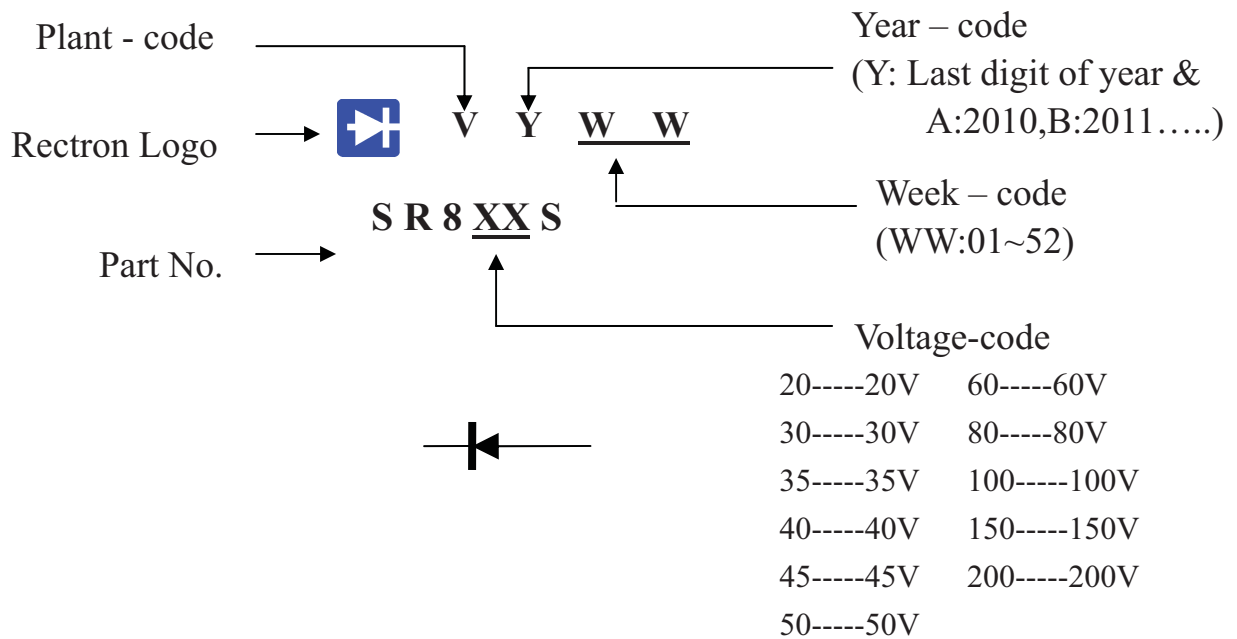 Plant - code
Year – code
(Y: Last digit of year &
A:2010,B:2011…..)
V Y W W
Rectron Logo
Week – code
(WW:01~52)
S R 8 XX S
Part No.
Voltage-code
20-----20V 60-----60V
30-----30V 80-----80V
35-----35V 100-----100V
40-----40V 150-----150V
45-----45V 200-----200V
50-----50V